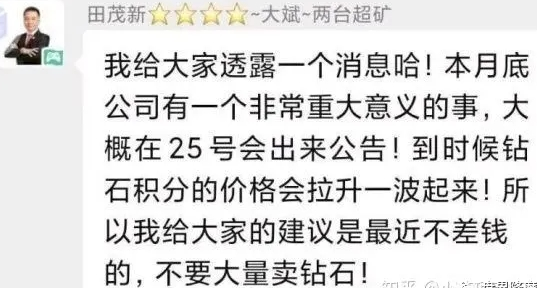 田茂新⭐⭐⭐⭐⭐~大斌~两台超矿
我给大家透露一个消息哈！本月底
公司有一个非常重大意义的事，大
概在25号会出来公告！到时候钻
石积分的价格会拉升一波起来！所
以我给大家的建议是最近不差钱
的，不要大量卖钻石！
知乎